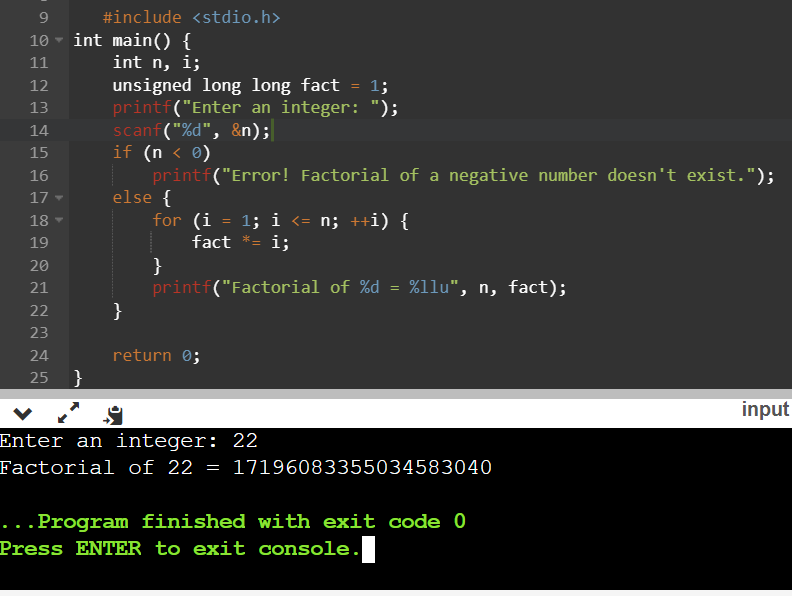 9 #include <stdio.h>
10 int main() {
11 int n, i;
12 unsigned long long fact = 1;
13 printf("Enter an integer: ");
14 scanf("%d", &n);
15 if (n < 0)
16 printf("Error! Factorial of a negative number doesn't exist.");
17 else {
18 for (i = 1; i <= n; ++i) {
19 fact *= i;
20 }
21 printf("Factorial of %d = %llu", n, fact);
22 }
23
24 return 0;
25 }
input
Enter an integer: 22
Factorial of 22 = 17196083355034583040
...Program finished with exit code 0
Press ENTER to exit console.